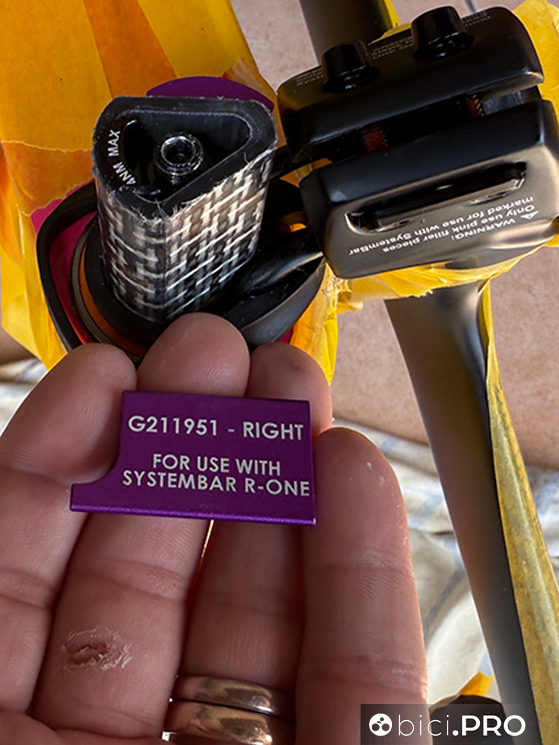 4NM MAX
WARNING: Only use pink filler pieces
marked for use with SystemBar
G211951 - RIGHT
FOR USE WITH
SYSTEMBAR R-ONE
bici.PRO